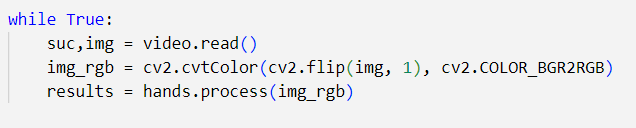 while True:
    suc,img = video.read()
    img_rgb = cv2.cvtColor(cv2.flip(img, 1), cv2.COLOR_BGR2RGB)
    results = hands.process(img_rgb)